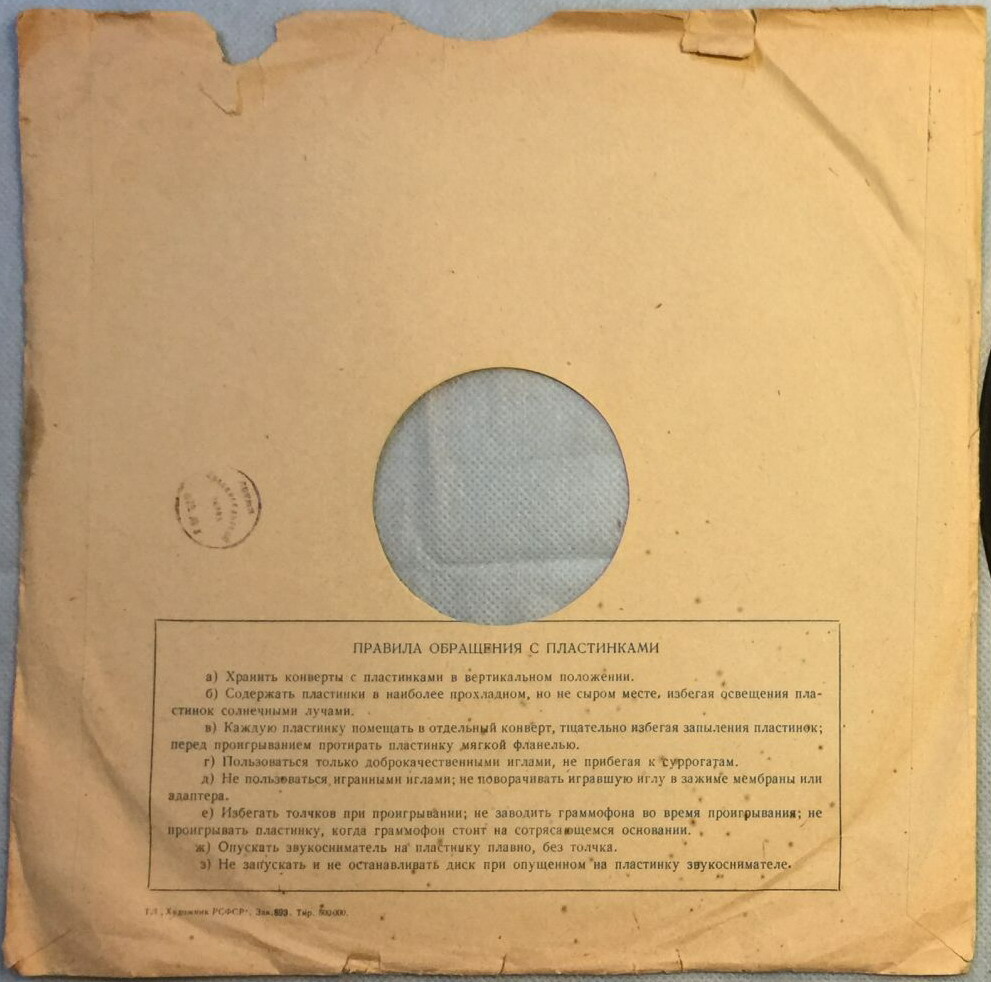 ПРАВИЛА ОБРАЩЕНИЯ С ПЛАСТИНКАМИ
а) Хранить конверты с пластинками в вертикальном положении.
б) Содержать пластинки в наиболее прохладном, но не сыром месте, избегая освещения пла-
стинок солнечными лучами.
в) Каждую пластинку помещать в отдельный конверт, тщательно избегая запыления пластинок;
перед проигрыванием протирать пластинку мягкой фланелью.
г) Пользоваться только доброкачественными иглами, не прибегая к суррогатам.
д) Не пользоваться игранными иглами; не поворачивать игравшую иглу в зажиме мембраны или
адаптера.
е) Избегать толчков при проигрывании; не заводить граммофона во время проигрывания; не
проигрывать пластинку, когда граммофон стоит на сотрясающемся основании.
ж) Опускать звукосниматель на пластинку плавно, без толчка.
з) Не запускать и не останавливать диск при опущенном на пластинку звукоснимателе.
„Художник РСФСР“. Зак. 893. Тир. 500000.